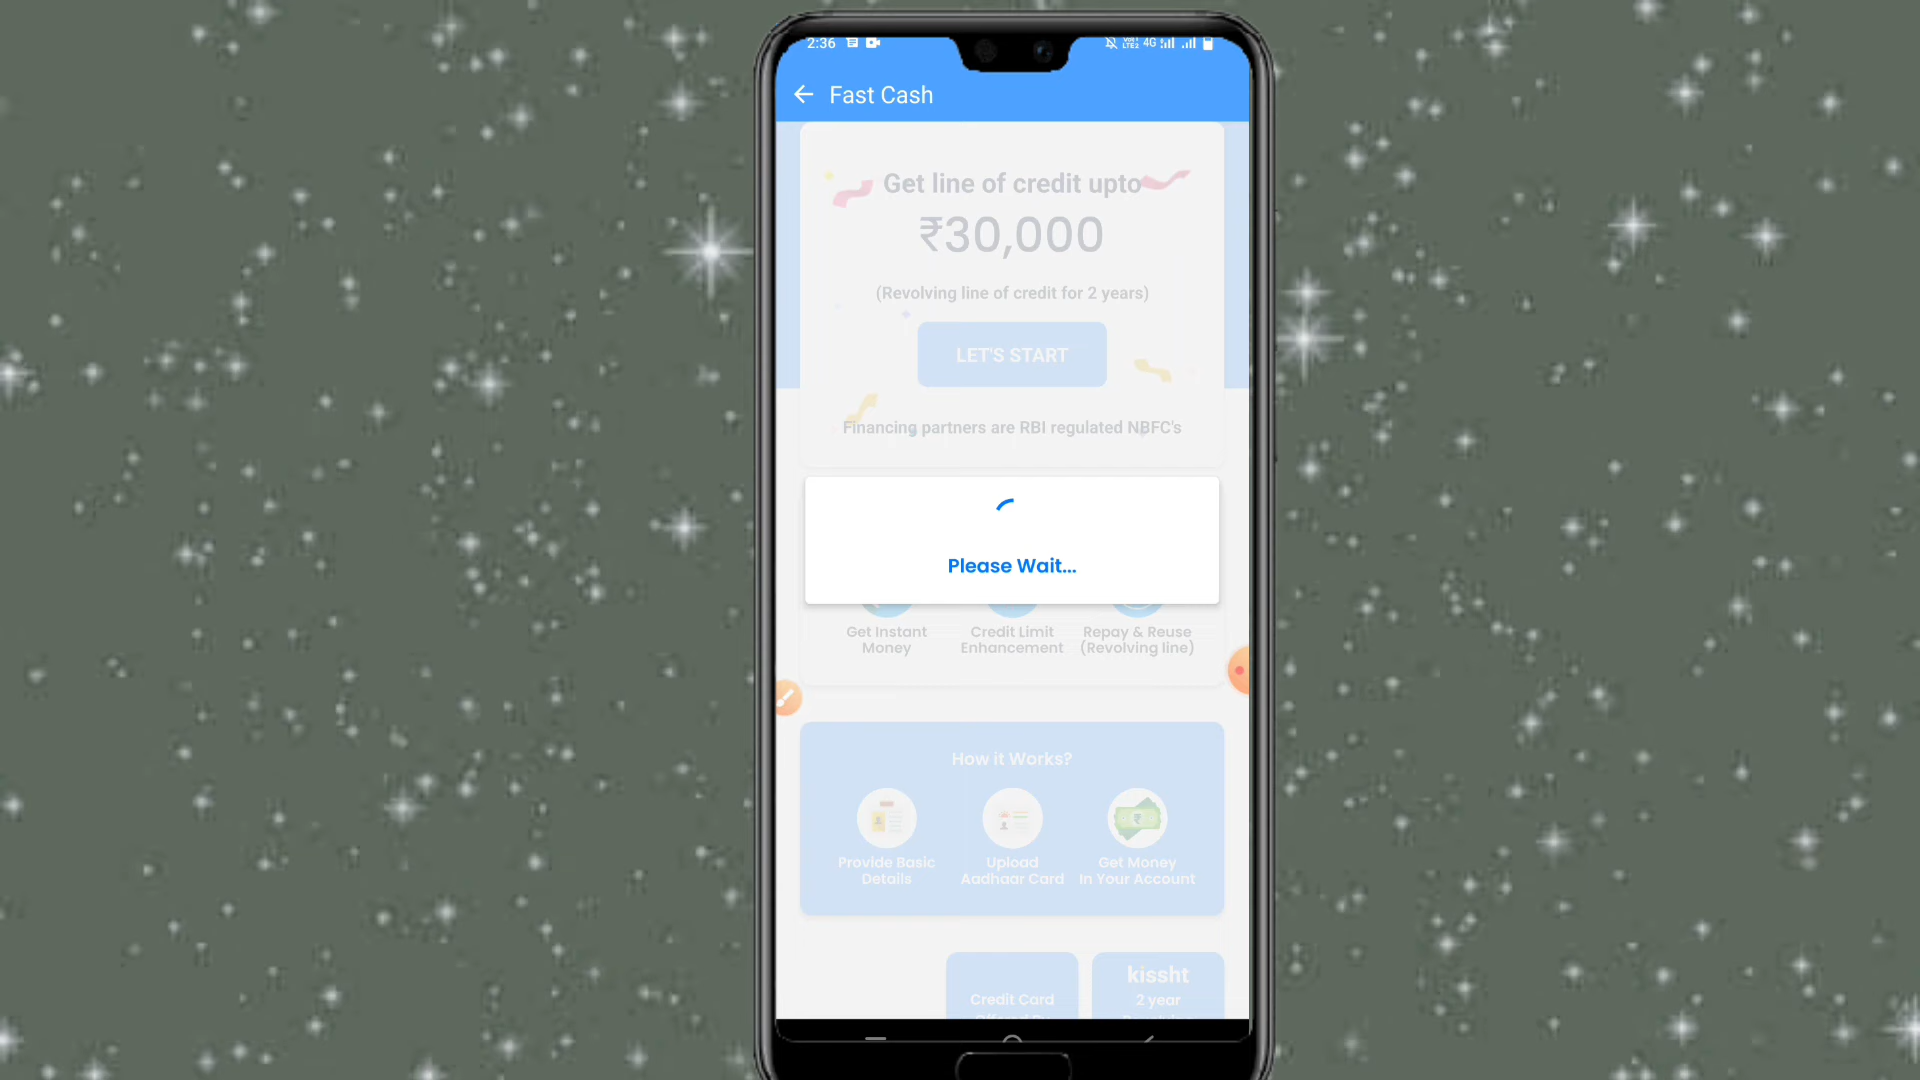 2:36
4G
Fast Cash
Get line of credit upto
₹30,000
(Revolving line of credit for 2 years)
LET'S START
Financing partners are RBI regulated NBFC's
Please Wait...
Get Instant Money
Credit Limit Enhancement
Repay & Reuse (Revolving line)
How it Works?
Provide Basic Details
Upload Aadhaar Card
Get Money In Your Account
Credit Card
kissht
2 year